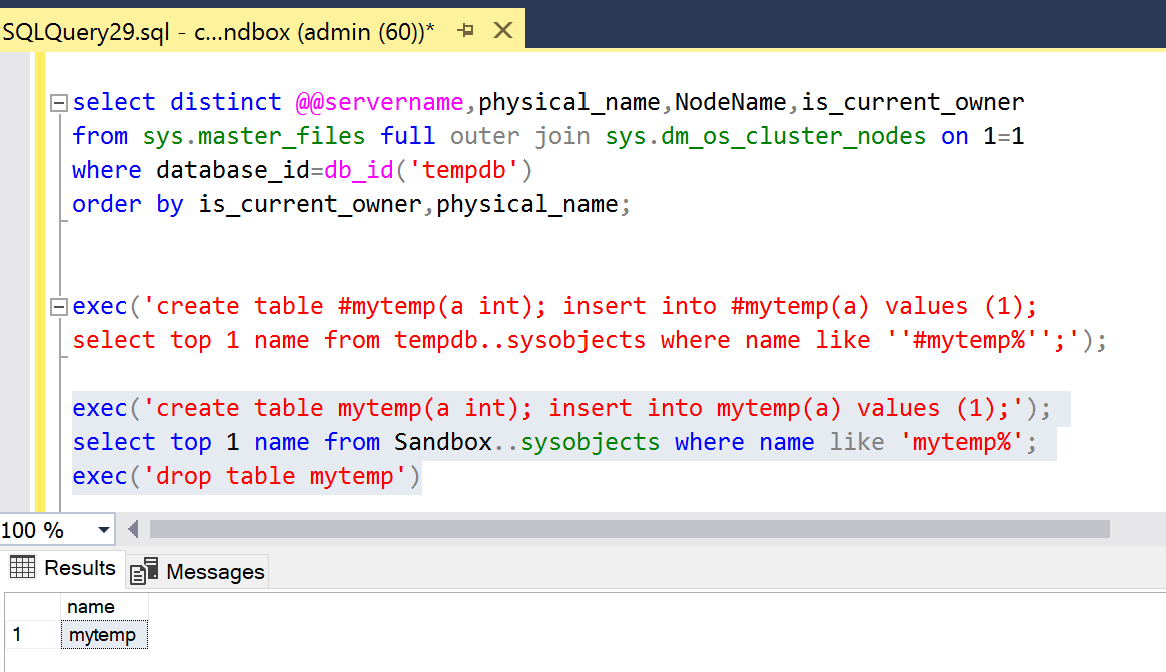 SQLQuery29.sql - c...ndbox (admin (60))*
select distinct @@servername,physical_name,NodeName,is_current_owner
from sys.master_files full outer join sys.dm_os_cluster_nodes on 1=1
where database_id=db_id('tempdb')
order by is_current_owner,physical_name;
exec('create table #mytemp(a int); insert into #mytemp(a) values (1);
select top 1 name from tempdb..sysobjects where name like ''#mytemp%'';');
exec('create table mytemp(a int); insert into mytemp(a) values (1);');
select top 1 name from Sandbox..sysobjects where name like 'mytemp%';
exec('drop table mytemp')
100 %
Results Messages
name
1 mytemp